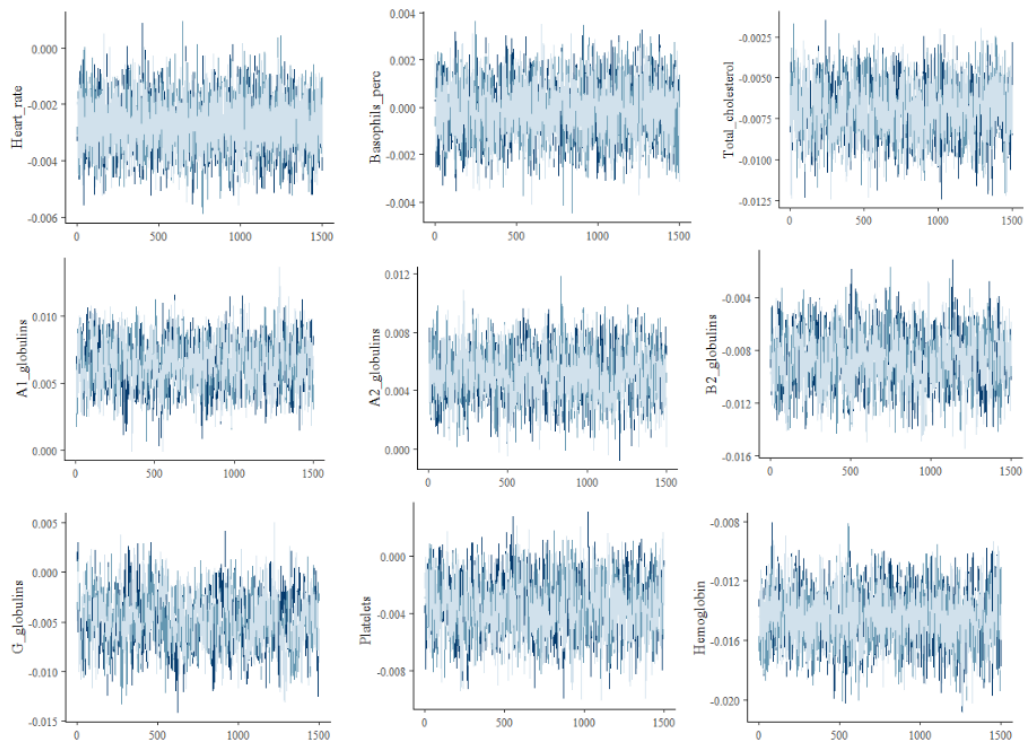 Heart_rate
0.000
-0.002
-0.004
-0.006
0 500 1000 1500
Basophils_perc
0.004
0.002
0.000
-0.002
-0.004
0 500 1000 1500
Total_cholesterol
-0.0025
-0.0050
-0.0075
-0.0100
-0.0125
0 500 1000 1500
A1_globulins
0.010
0.005
0.000
0 500 1000 1500
A2_globulins
0.012
0.008
0.004
0.000
0 500 1000 1500
B2_globulins
-0.004
-0.008
-0.012
-0.016
0 500 1000 1500
G_globulins
0.005
0.000
-0.005
-0.010
-0.015
0 500 1000 1500
Platelets
0.000
-0.004
-0.008
0 500 1000 1500
Hemoglobin
-0.008
-0.012
-0.016
-0.020
0 500 1000 1500